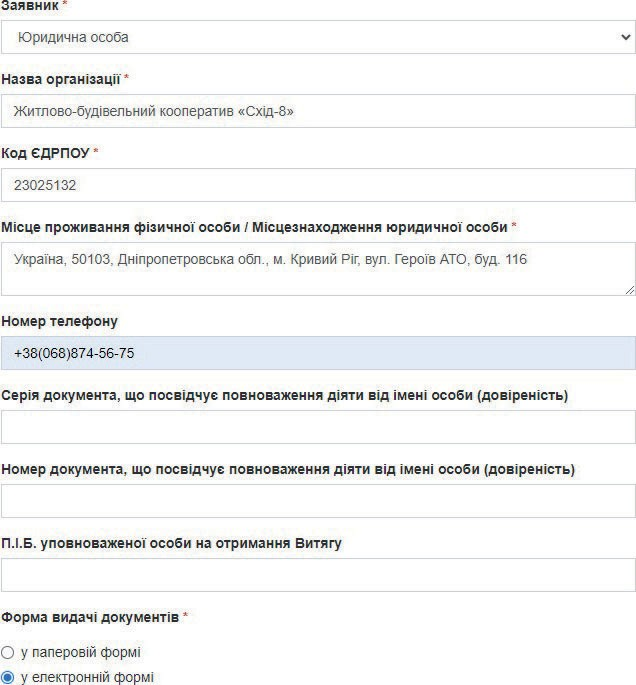 Заявник *
Юридична особа
Назва організації *
Житлово-будівельний кооператив «Схід-8»
Код ЄДРПОУ *
23025132
Місце проживання фізичної особи / Місцезнаходження юридичної особи *
Україна, 50103, Дніпропетровська обл., м. Кривий Ріг, вул. Героїв АТО, буд. 116
Номер телефону
+38(068)874-56-75
Серія документа, що посвідчує повноваження діяти від імені особи (довіреність)
Номер документа, що посвідчує повноваження діяти від імені особи (довіреність)
П.І.Б. уповноваженої особи на отримання Витягу
Форма видачі документів *
у паперовій формі
у електронній формі